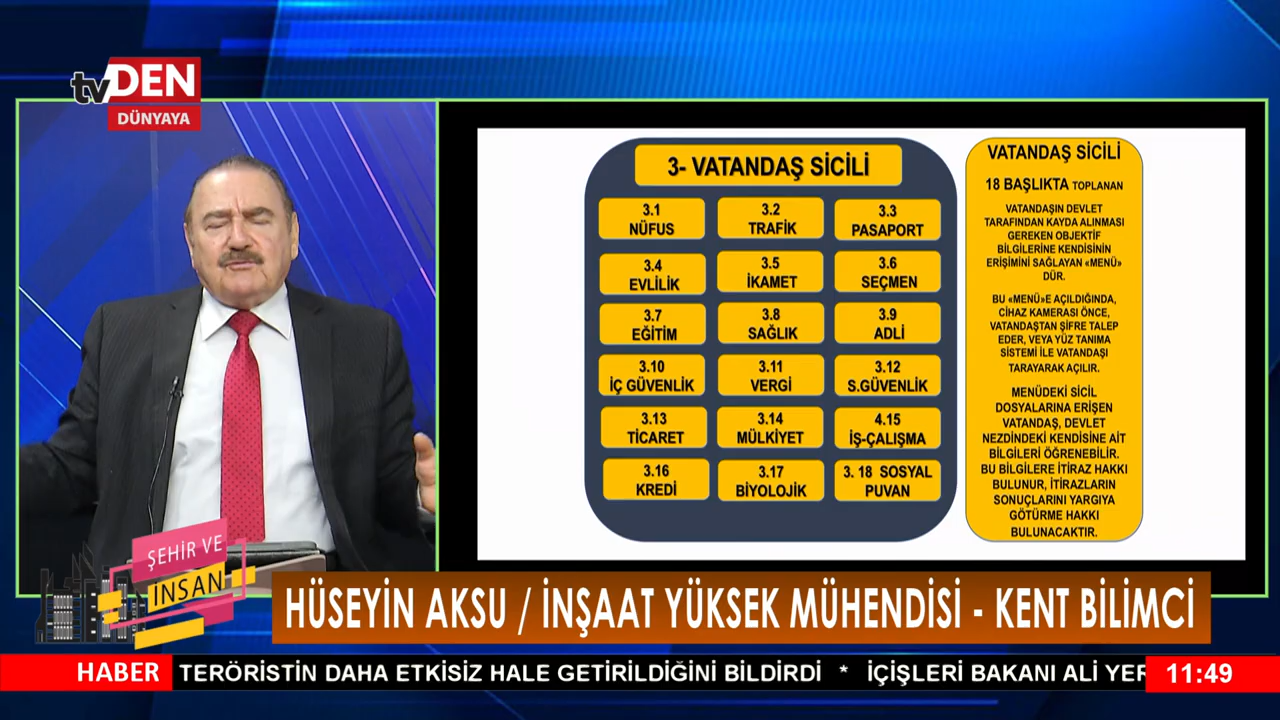 tvDEN
DÜNYAYA
3- VATANDAŞ SİCİLİ
3.1
NÜFUS
3.2
TRAFİK
3.3
PASAPORT
3.4
EVLİLİK
3.5
İKAMET
3.6
SEÇMEN
3.7
EĞİTİM
3.8
SAĞLIK
3.9
ADLİ
3.10
İÇ GÜVENLİK
3.11
VERGİ
3.12
S.GÜVENLİK
3.13
TİCARET
3.14
MÜLKİYET
4.15
İŞ-ÇALIŞMA
3.16
KREDİ
3.17
BİYOLOJİK
3. 18 SOSYAL
PUVAN
VATANDAŞ SİCİLİ
18 BAŞLIKTA TOPLANAN
VATANDAŞIN DEVLET
TARAFINDAN KAYDA ALINMASI
GEREKEN OBJEKTİF
BİLGİLERİNE KENDİSİNİN
ERİŞİMİNİ SAĞLAYAN «MENÜ»
DÜR.
BU «MENÜ»E AÇILDIĞINDA,
CİHAZ KAMERASI ÖNCE,
VATANDAŞTAN ŞİFRE TALEP
EDER, VEYA YÜZ TANIMA
SİSTEMİ İLE VATANDAŞI
TARAYARAK AÇILIR.
MENÜDEKİ SİCİL
DOSYALARINA ERİŞEN
VATANDAŞ, DEVLET
NEZDİNDEKİ KENDİSİNE AİT
BİLGİLERİ ÖĞRENEBİLİR.
BU BİLGİLERE İTİRAZ HAKKI
BULUNUR, İTİRAZLARIN
SONUÇLARINI YARGIYA
GÖTÜRME HAKKI
BULUNACAKTIR.
ŞEHİR VE
İNSAN
HÜSEYİN AKSU / İNŞAAT YÜKSEK MÜHENDİSİ - KENT BİLİMCİ
HABER TERÖRİSTİN DAHA ETKİSİZ HALE GETİRİLDİĞİNİ BİLDİRDİ * İÇİŞLERİ BAKANI ALİ YER 11:49